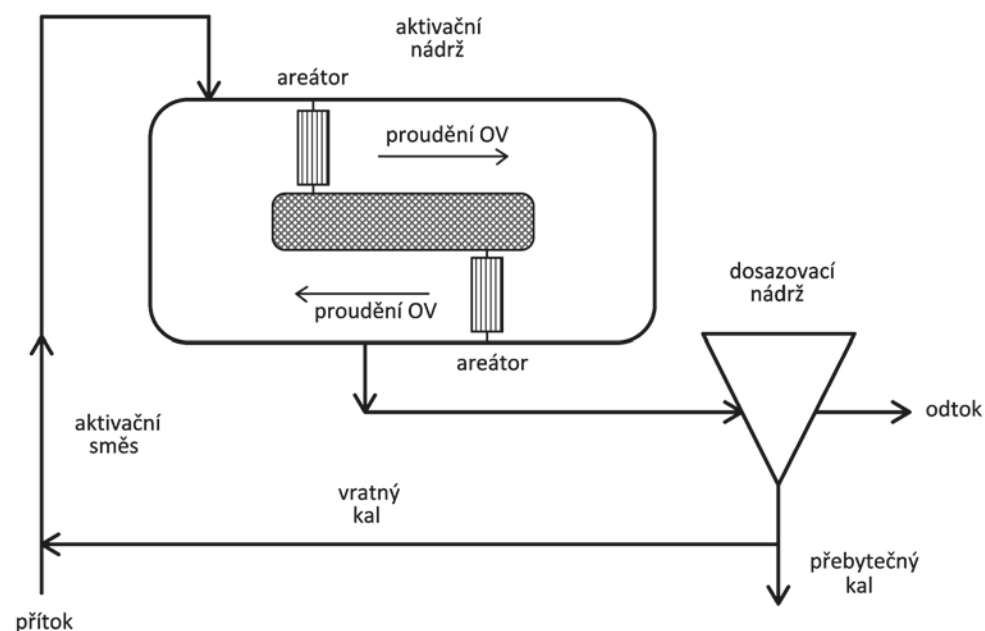 aktivační
nádrž
areátor
proudění OV
proudění OV
areátor
dosazovací
nádrž
odtok
aktivační
směs
vratný
kal
přebytečný
kal
přítok